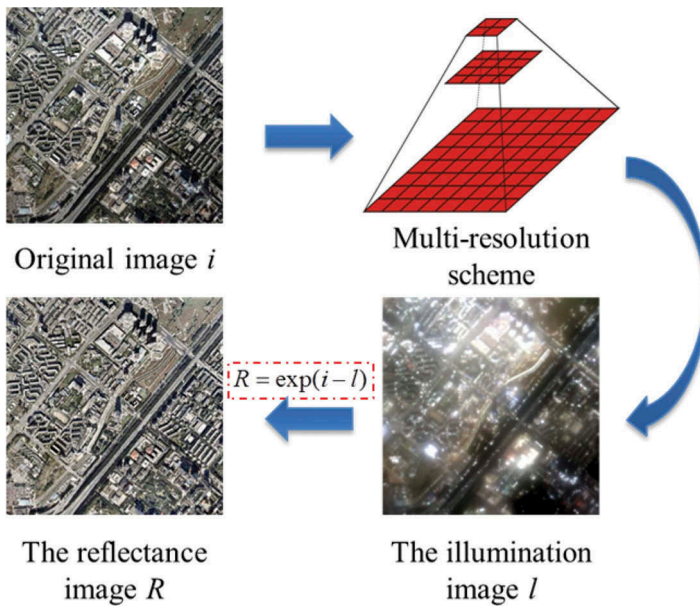 Original image i
Multi-resolution
scheme
R = exp(i − l)
The reflectance
image R
The illumination
image l